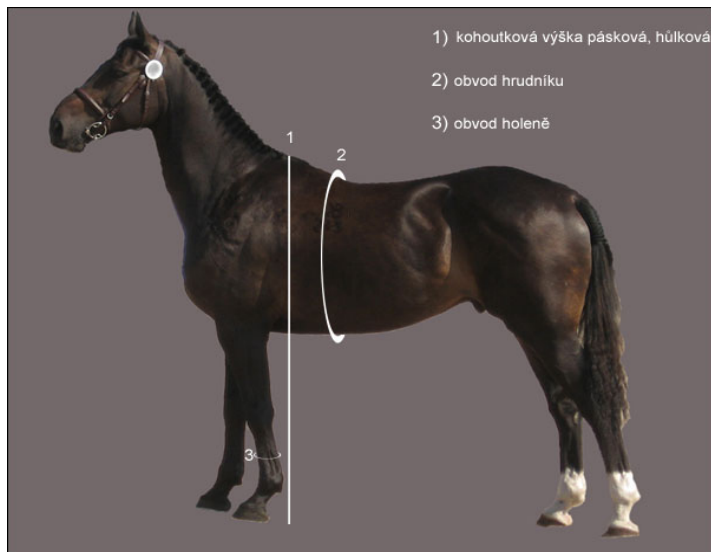 1) kohoutková výška pásková, hůlková
2) obvod hrudníku
3) obvod holeně
1
2
3